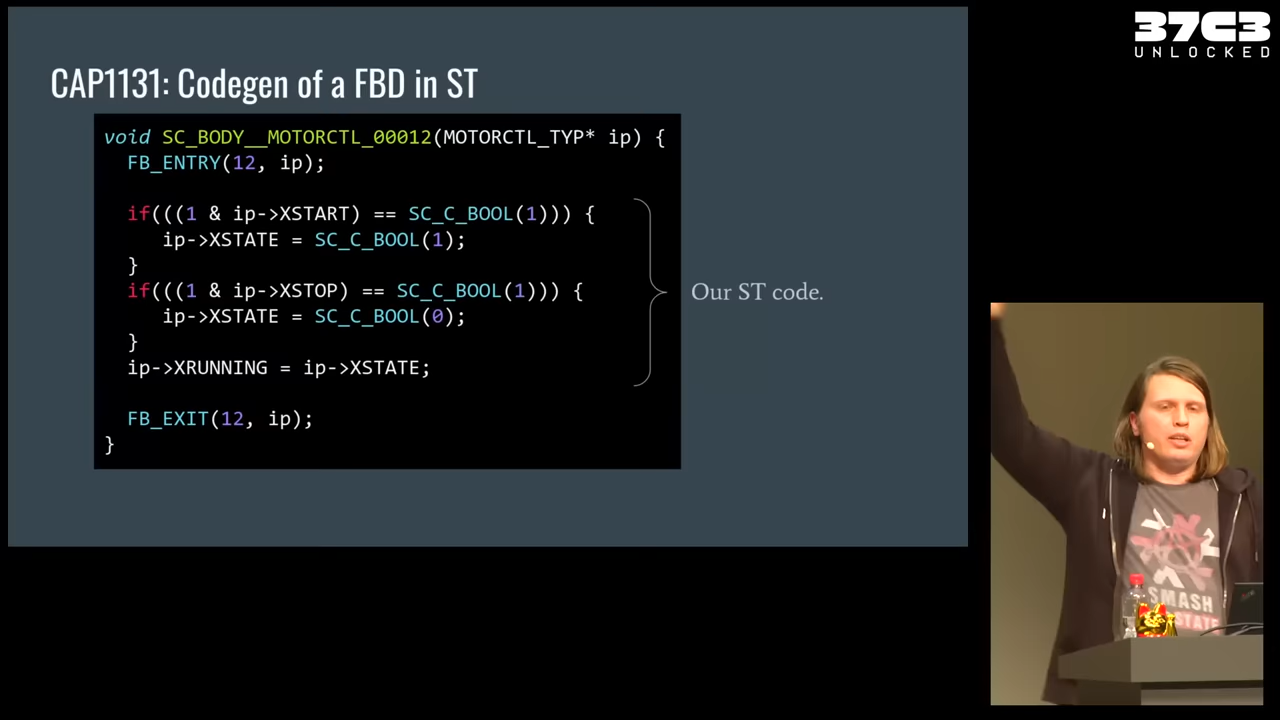 37C3
UNLOCKED
CAP1131: Codegen of a FBD in ST
void SC_BODY__MOTORCTL_00012(MOTORCTL_TYP* ip) {
FB_ENTRY(12, ip);
if(((1 & ip->XSTART) == SC_C_BOOL(1))) {
ip->XSTATE = SC_C_BOOL(1);
}
if(((1 & ip->XSTOP) == SC_C_BOOL(1))) {
ip->XSTATE = SC_C_BOOL(0);
}
ip->XRUNNING = ip->XSTATE;
FB_EXIT(12, ip);
}
Our ST code.
SMASH
STATE